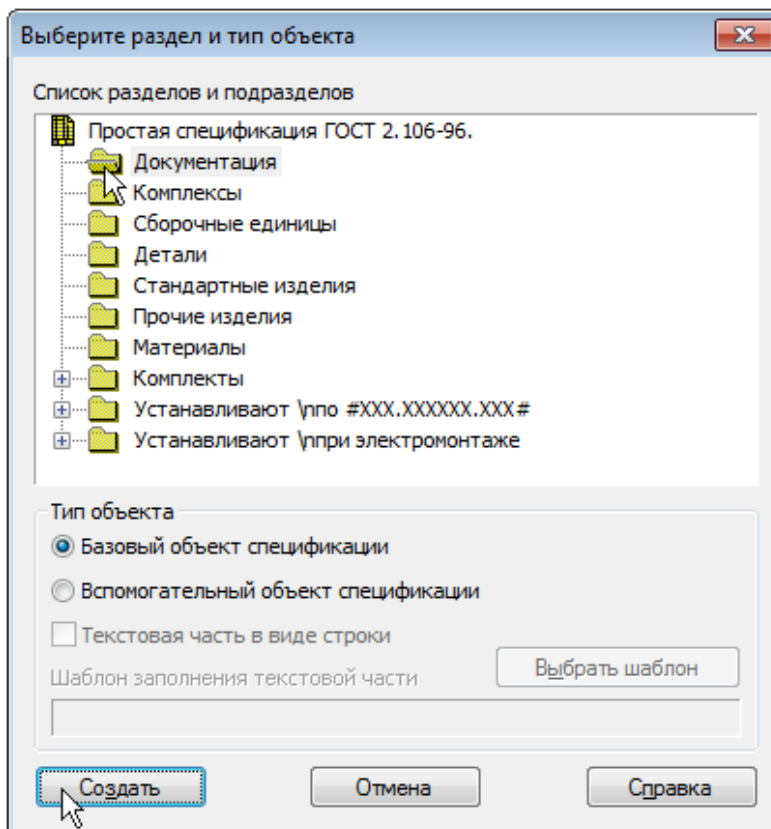 Выберите раздел и тип объекта
Список разделов и подразделов
Простая спецификация ГОСТ 2.106-96.
Документация
Комплексы
Сборочные единицы
Детали
Стандартные изделия
Прочие изделия
Материалы
Комплекты
Устанавливают \nпо #XXX.XXXXXX.XXX#
Устанавливают \nпри электромонтаже
Тип объекта
Базовый объект спецификации
Вспомогательный объект спецификации
Текстовая часть в виде строки
Шаблон заполнения текстовой части
Выбрать шаблон
Создать Отмена Справка